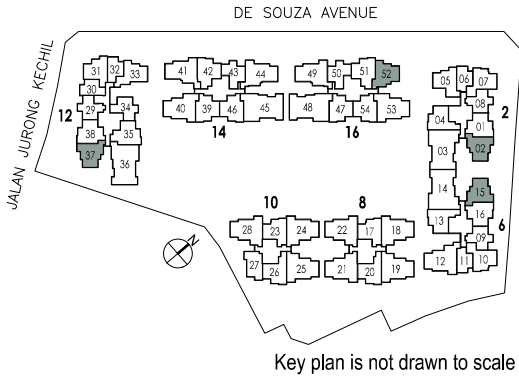 DE SOUZA AVENUE
JALAN JURONG KECHIL
31 32 33
30
29 34
12
38 35
37 36
41 42 43 44
40 39 46 45
14
49 50 51 52
48 47 54 53
16
05 06 07
08
04 01
2
03 02
14 15
13 16
6
09
12 11 10
10
28 23 24
27 26 25
8
22 17 18
21 20 19
N
Key plan is not drawn to scale